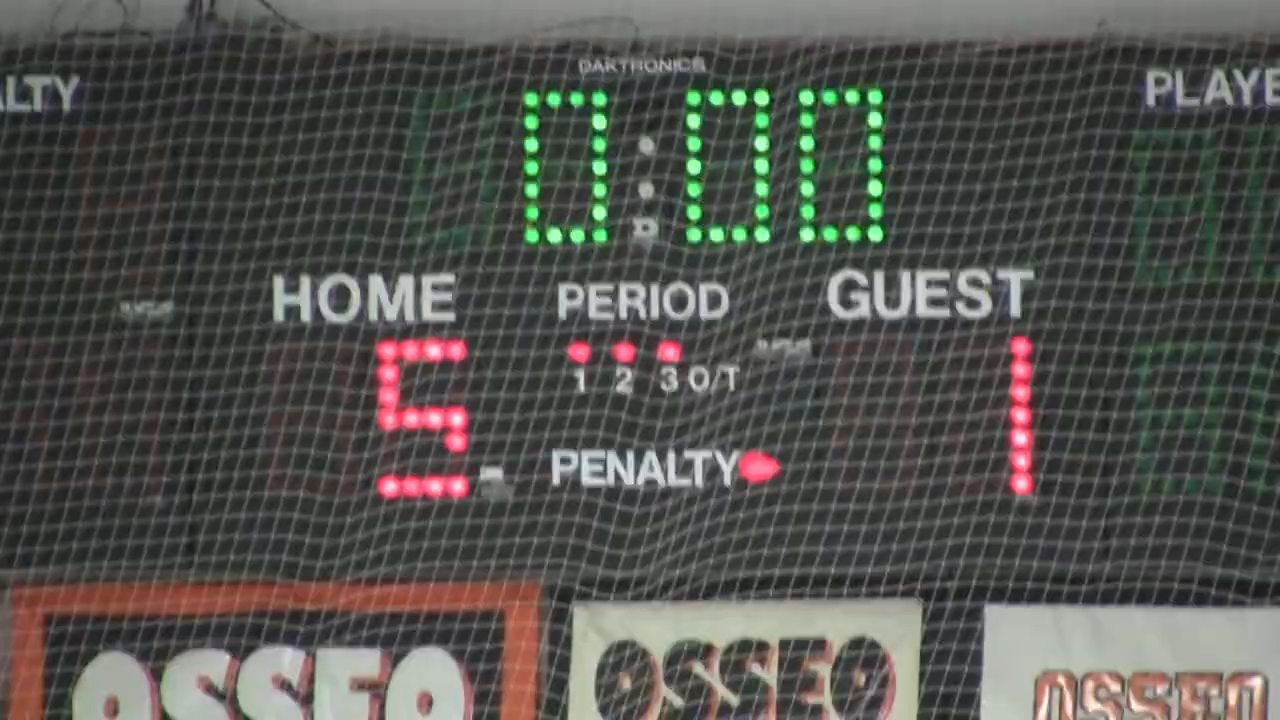 DAKTRONICS
ALTY
PLAYE
0:00
HOME PERIOD GUEST
5 1 2 3 O/T 1
PENALTY
OSSEO OSSEO OSSEO